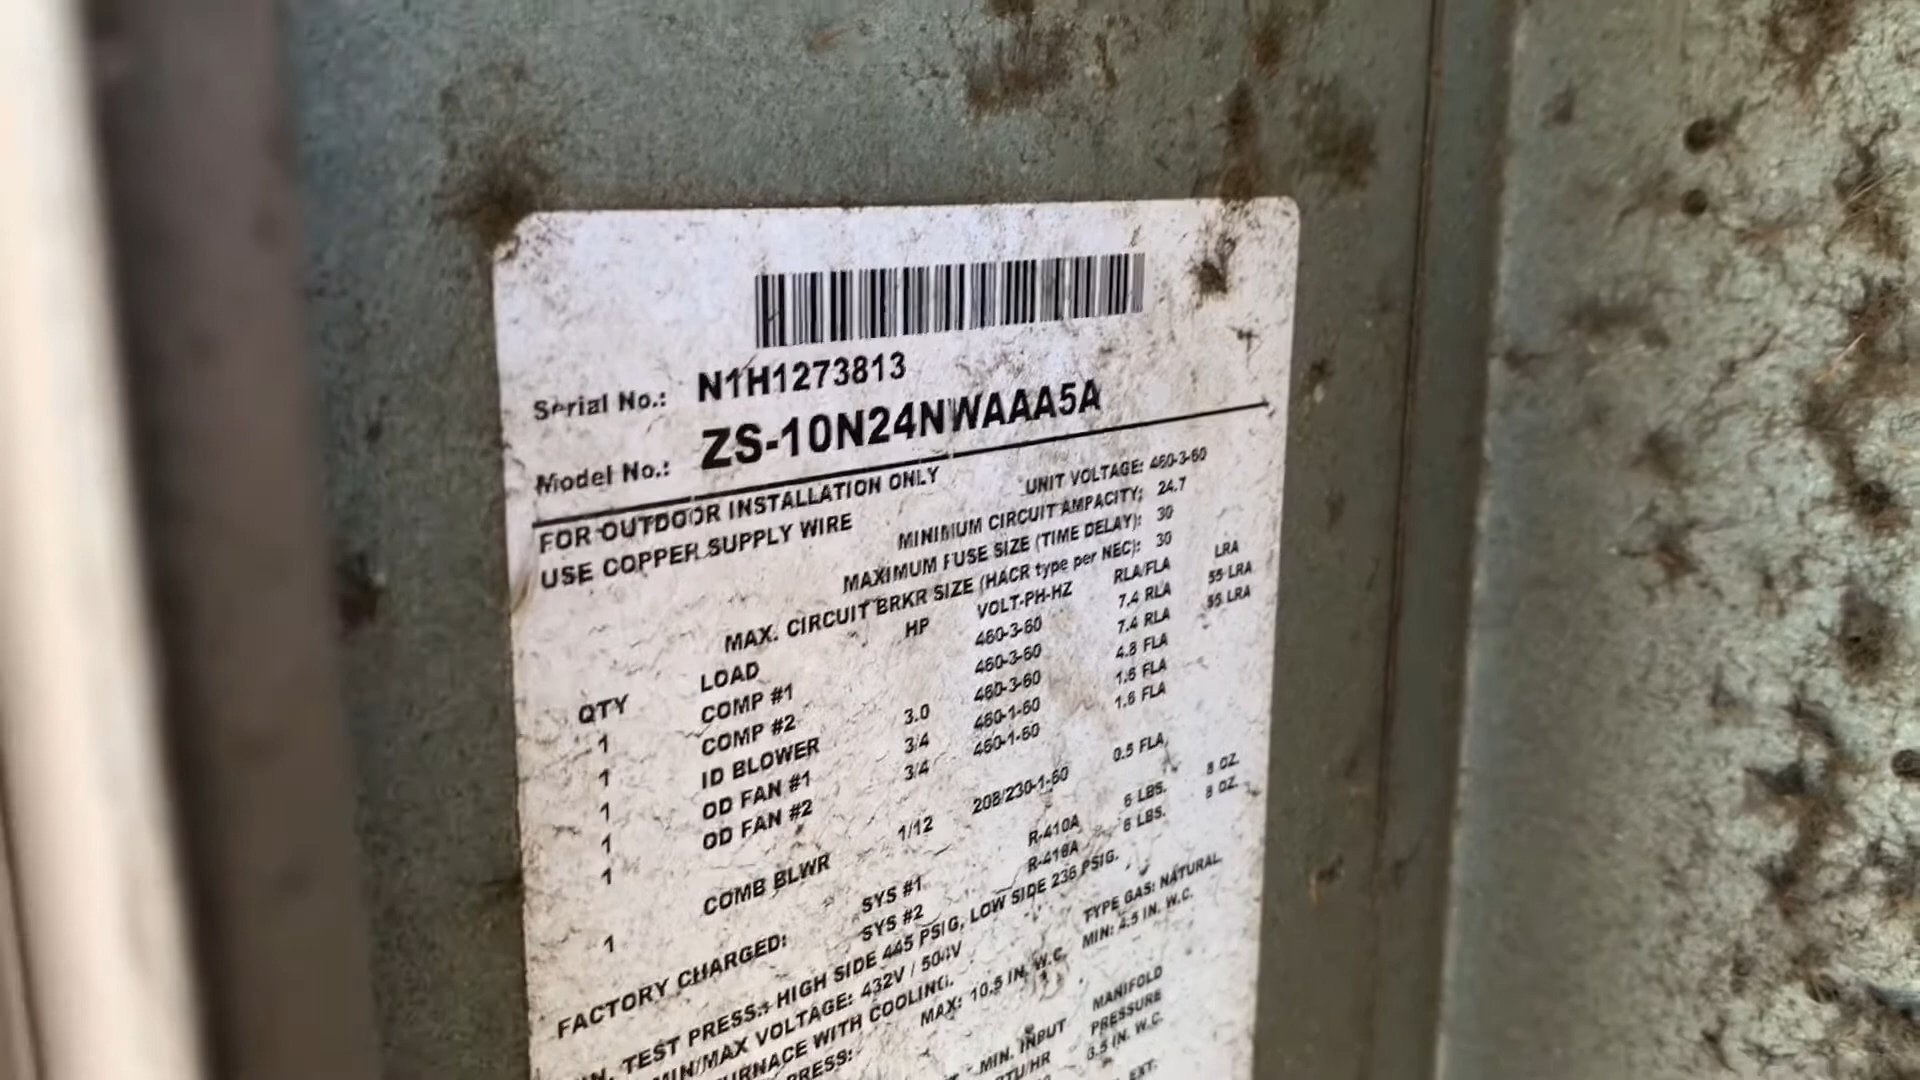 Serial No.: N1H1273813
Model No.: ZS-10N24NWAAA5A
FOR OUTDOOR INSTALLATION ONLY
USE COPPER SUPPLY WIRE
UNIT VOLTAGE: 460-3-60
MINIMUM CIRCUIT AMPACITY: 24.7
MAXIMUM FUSE SIZE (TIME DELAY): 30
MAX. CIRCUIT BRKR SIZE (HACR type per NEC): 30
QTY LOAD HP VOLT-PH-HZ RLA/FLA LRA
1 COMP #1 460-3-60 7.4 RLA 55 LRA
1 COMP #2 460-3-60 7.4 RLA 55 LRA
1 ID BLOWER 3.0 460-3-60 4.8 FLA
1 OD FAN #1 3/4 460-1-60 1.6 FLA
1 OD FAN #2 3/4 460-1-60 1.6 FLA
1 COMB BLWR 1/12 208/230-1-60 0.5 FLA
FACTORY CHARGED: SYS #1 R-410A 6 LBS. 8 OZ.
SYS #2 R-410A 6 LBS. 8 OZ.
TEST PRESS.: HIGH SIDE 445 PSIG, LOW SIDE 236 PSIG.
MIN/MAX VOLTAGE: 432V / 504V TYPE GAS: NATURAL
WITH COOLING.
MAX: 10.5 IN. W.C. MIN: 4.5 IN. W.C.
MIN. INPUT MANIFOLD
PRESSURE
3.5 IN. W.C.
EXT.